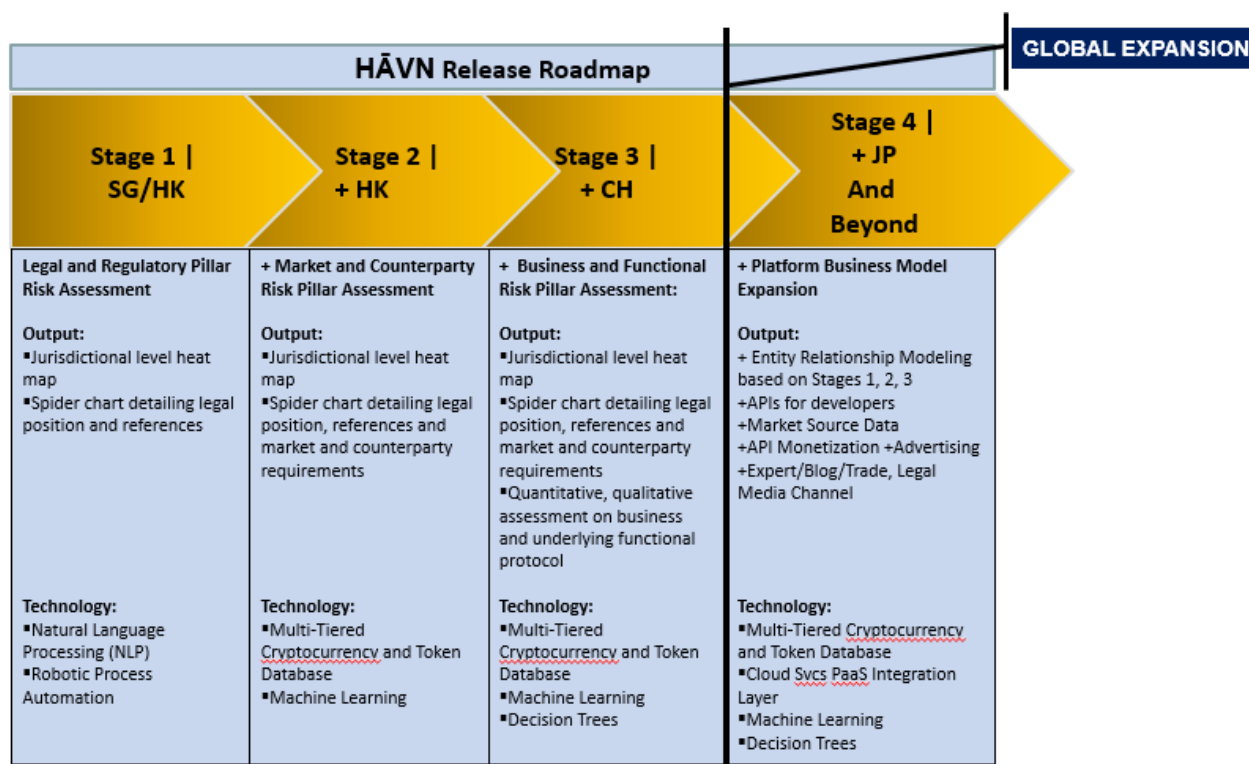 GLOBAL EXPANSION
HĀVN Release Roadmap
Stage 1 |
SG/HK
Stage 2 |
+ HK
Stage 3 |
+ CH
Stage 4 |
+ JP
And
Beyond
Legal and Regulatory Pillar
Risk Assessment
Output:
▪Jurisdictional level heat
map
▪Spider chart detailing legal
position and references
Technology:
▪Natural Language
Processing (NLP)
▪Robotic Process
Automation
+ Market and Counterparty
Risk Pillar Assessment
Output:
▪Jurisdictional level heat
map
▪Spider chart detailing legal
position, references and
market and counterparty
requirements
Technology:
▪Multi-Tiered
Cryptocurrency and Token
Database
▪Machine Learning
+ Business and Functional
Risk Pillar Assessment:
Output:
▪Jurisdictional level heat
map
▪Spider chart detailing legal
position, references and
market and counterparty
requirements
▪Quantitative, qualitative
assessment on business
and underlying functional
protocol
Technology:
▪Multi-Tiered
Cryptocurrency and Token
Database
▪Machine Learning
▪Decision Trees
+ Platform Business Model
Expansion
Output:
+ Entity Relationship Modeling
based on Stages 1, 2, 3
+APIs for developers
+Market Source Data
+API Monetization +Advertising
+Expert/Blog/Trade, Legal
Media Channel
Technology:
▪Multi-Tiered Cryptocurrency
and Token Database
▪Cloud Svcs PaaS Integration
Layer
▪Machine Learning
▪Decision Trees